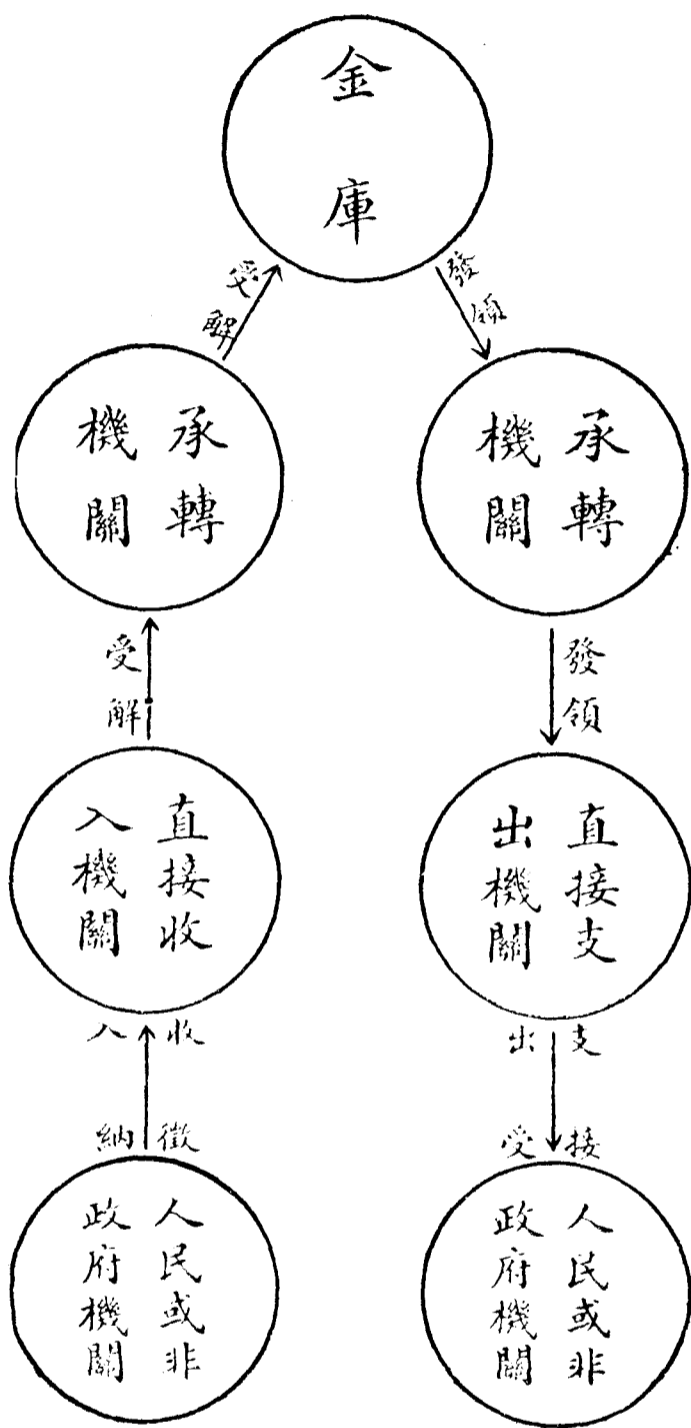 金庫
受解
發領
承轉
機關
承轉
機關
受解
發領
直接收
入機關
直接支
出機關
收入
支出
徵納
接受
人民或非
政府機關
人民或非
政府機關